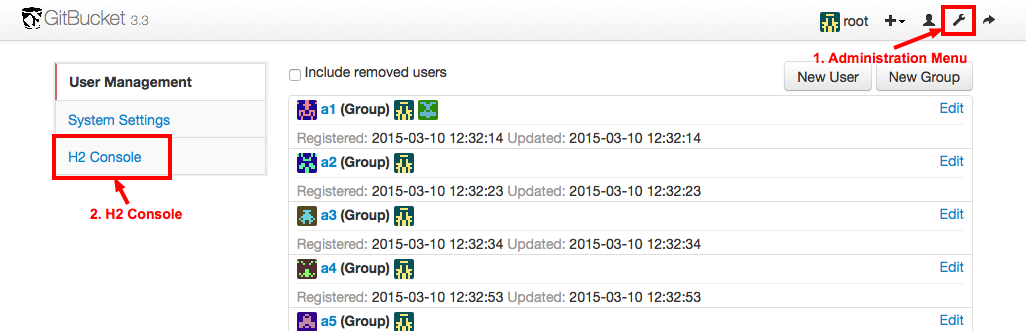 GitBucket 3.3
root
1. Administration Menu
User Management
System Settings
H2 Console
2. H2 Console
Include removed users
New User
New Group
a1 (Group)
Edit
Registered: 2015-03-10 12:32:14 Updated: 2015-03-10 12:32:14
a2 (Group)
Edit
Registered: 2015-03-10 12:32:23 Updated: 2015-03-10 12:32:23
a3 (Group)
Edit
Registered: 2015-03-10 12:32:34 Updated: 2015-03-10 12:32:34
a4 (Group)
Edit
Registered: 2015-03-10 12:32:53 Updated: 2015-03-10 12:32:53
a5 (Group)
Edit